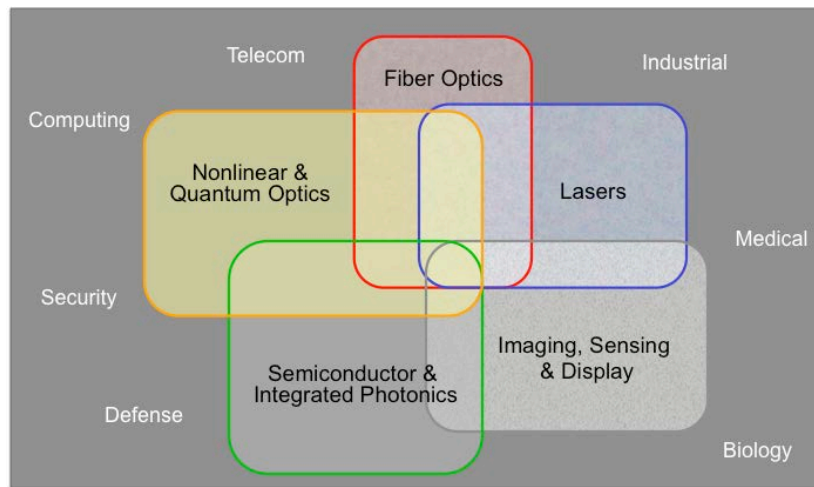 Telecom
Fiber Optics
Industrial
Computing
Nonlinear &
Quantum Optics
Lasers
Medical
Security
Imaging, Sensing
& Display
Semiconductor &
Integrated Photonics
Defense
Biology